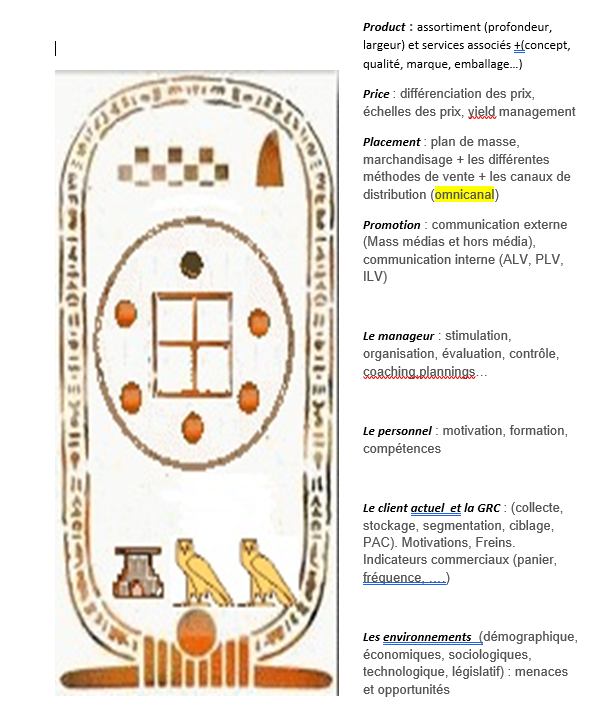 Product : assortiment (profondeur,
largeur) et services associés +(concept,
qualité, marque, emballage…)
Price : différenciation des prix,
échelles des prix, yield management
Placement : plan de masse,
marchandisage + les différentes
méthodes de vente + les canaux de
distribution (omnicanal)
Promotion : communication externe
(Mass médias et hors média),
communication interne (ALV, PLV,
ILV)
Le manageur : stimulation,
organisation, évaluation, contrôle,
coaching,plannings…
Le personnel : motivation, formation,
compétences
Le client actuel et la GRC : (collecte,
stockage, segmentation, ciblage,
PAC). Motivations, Freins.
Indicateurs commerciaux (panier,
fréquence, ….)
Les environnements (démographique,
économiques, sociologiques,
technologique, législatif) : menaces
et opportunités